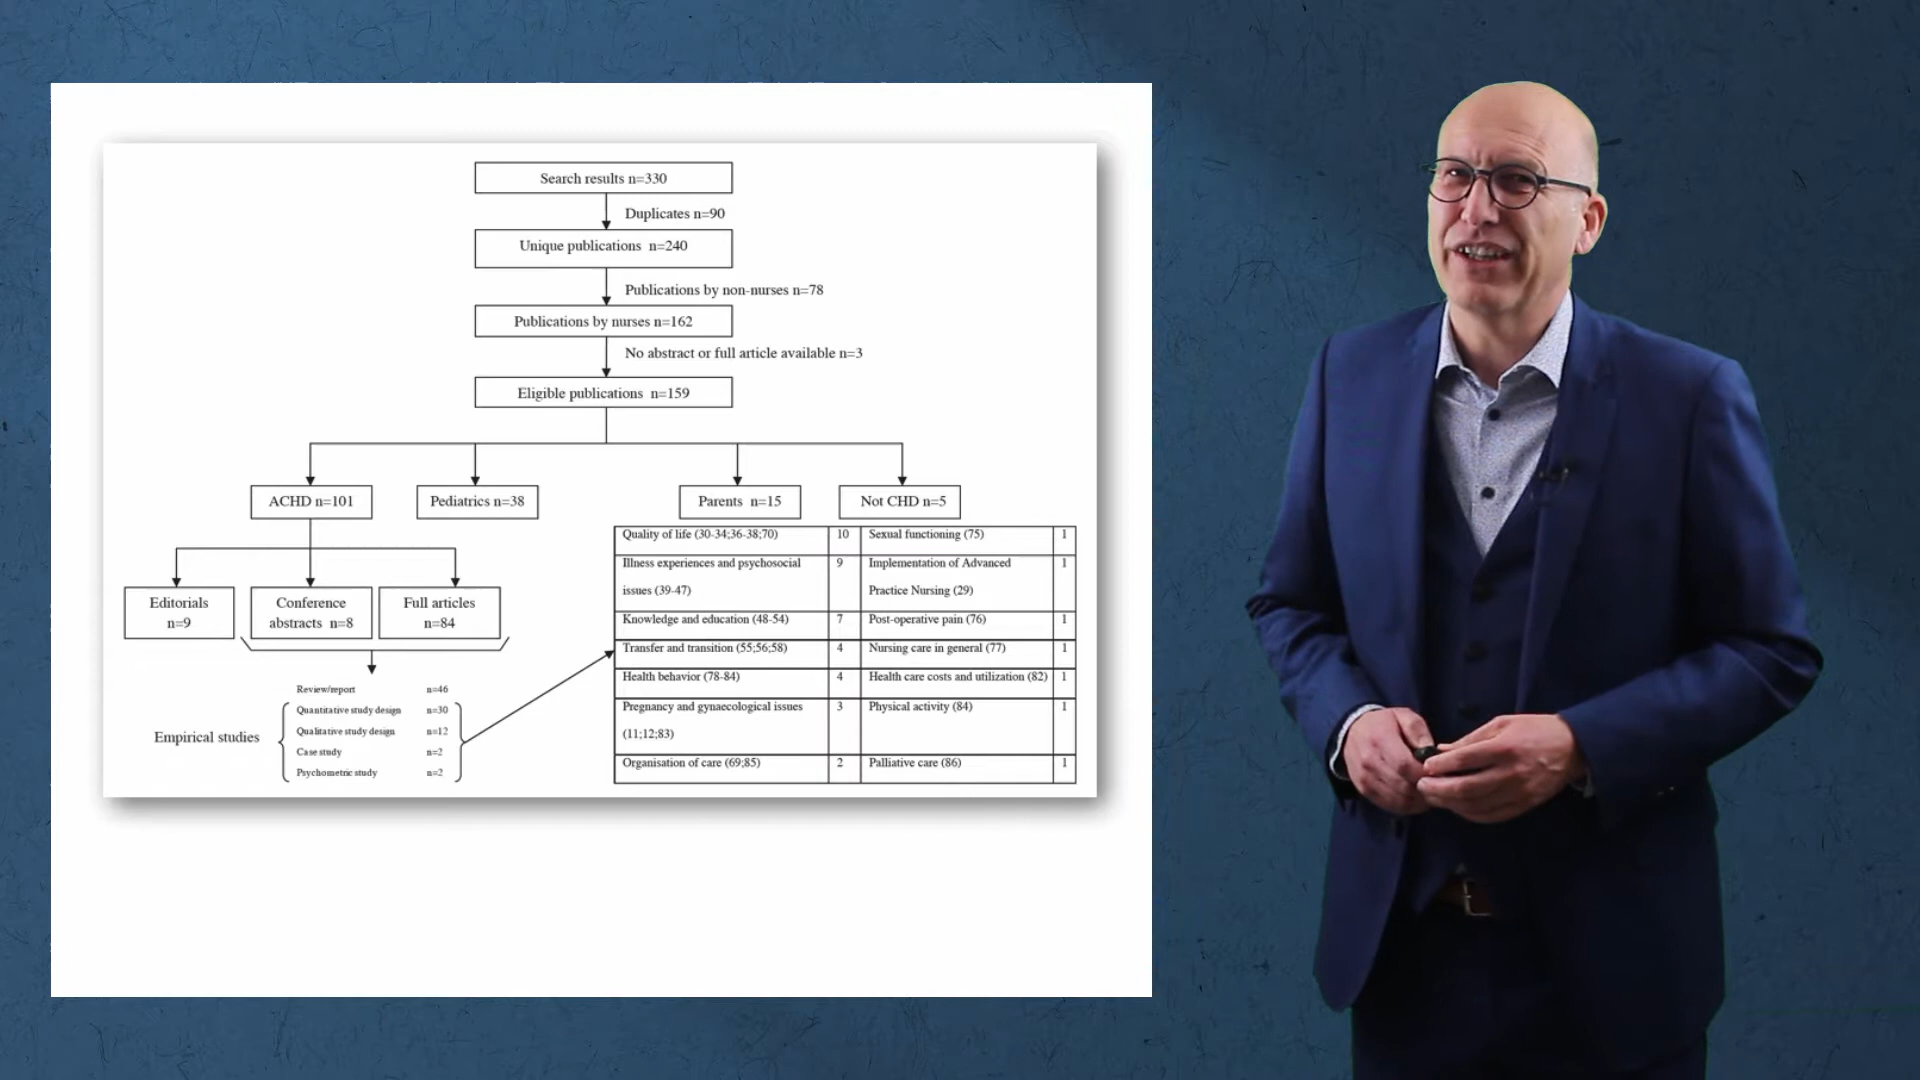 Search results n=330
Duplicates n=90
Unique publications n=240
Publications by non-nurses n=78
Publications by nurses n=162
No abstract or full article available n=3
Eligible publications n=159
ACHD n=101
Pediatrics n=38
Parents n=15
Not CHD n=5
Editorials
n=9
Conference
abstracts n=8
Full articles
n=84
Review/report n=46
Quantitative study design n=30
Qualitative study design n=12
Case study n=2
Psychometric study n=2
Empirical studies
Quality of life (30-34;36-38;70) 10 Sexual functioning (75) 1
Illness experiences and psychosocial 9 Implementation of Advanced 1
issues (39-47) Practice Nursing (29)
Knowledge and education (48-54) 7 Post-operative pain (76) 1
Transfer and transition (55;56;58) 4 Nursing care in general (77) 1
Health behavior (78-84) 4 Health care costs and utilization (82) 1
Pregnancy and gynaecological issues 3 Physical activity (84) 1
(11;12;83)
Organisation of care (69;85) 2 Palliative care (86) 1